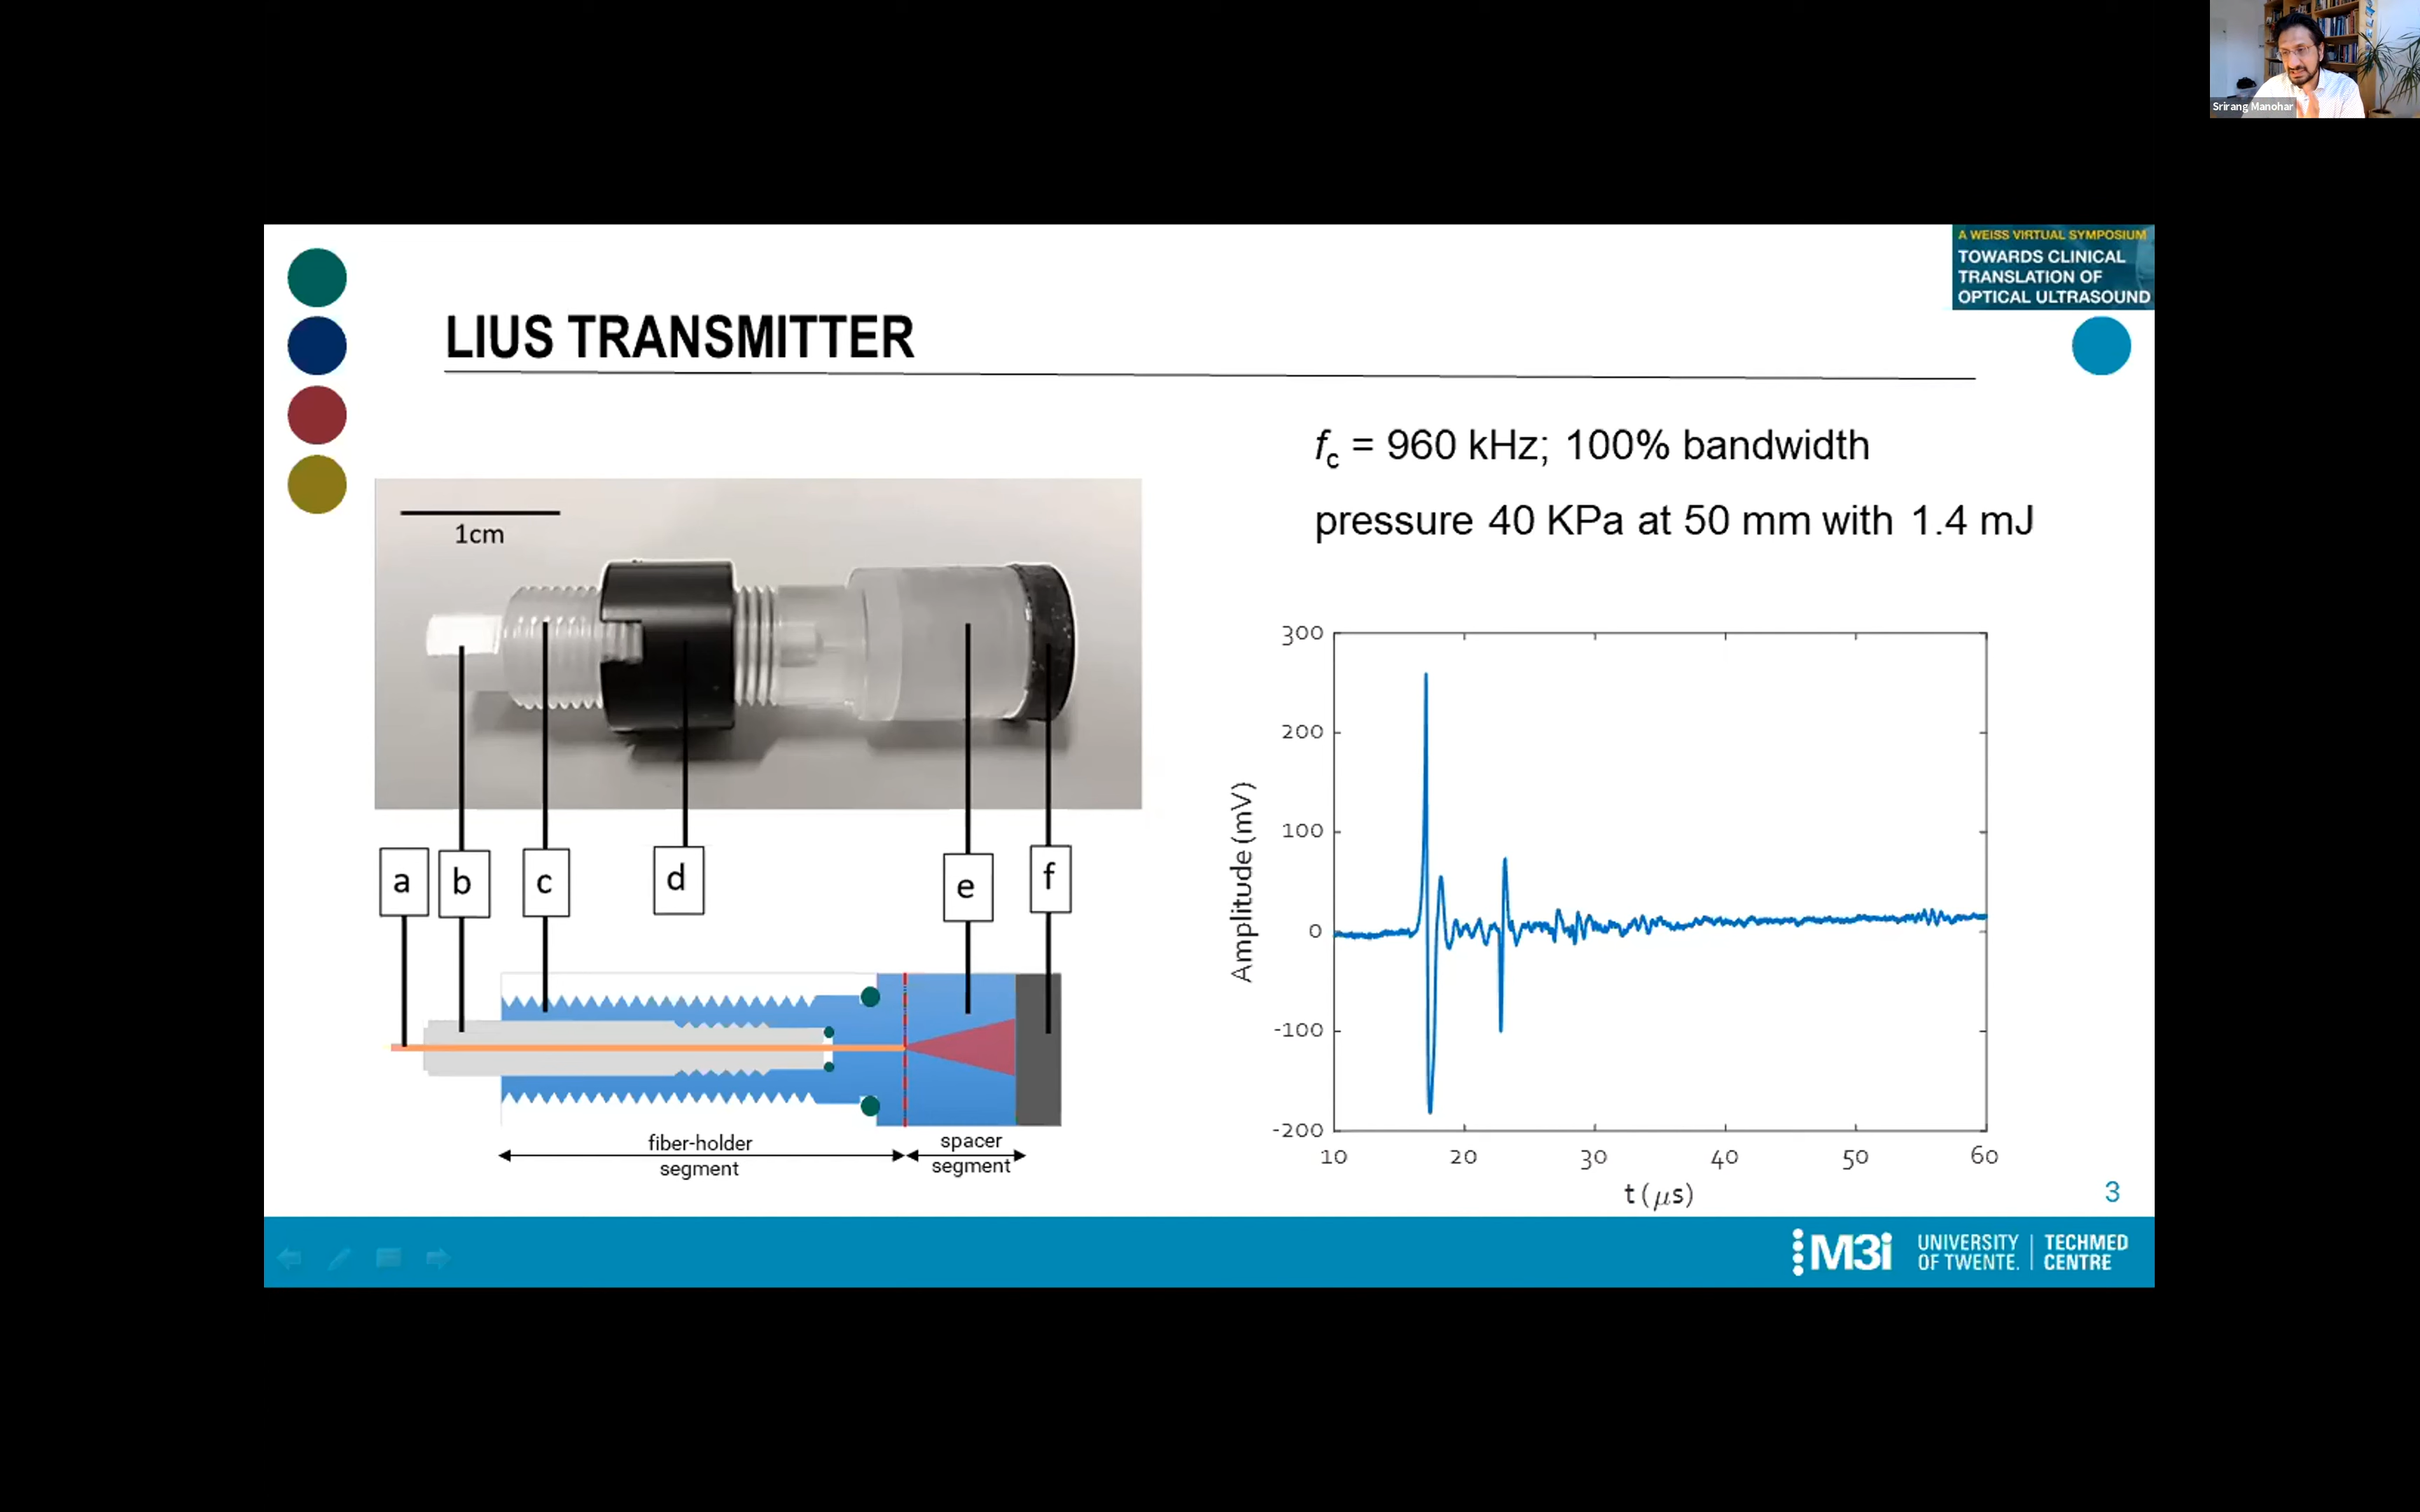 Srirang Manohar
A WEISS VIRTUAL SYMPOSIUM
TOWARDS CLINICAL
TRANSLATION OF
OPTICAL ULTRASOUND
LIUS TRANSMITTER
fc = 960 kHz; 100% bandwidth
pressure 40 KPa at 50 mm with 1.4 mJ
1cm
a b c d e f
fiber-holder
segment
spacer
segment
300
200
100
0
-100
-200
Amplitude (mV)
10 20 30 40 50 60
t (μs)
3
M3i
UNIVERSITY
OF TWENTE.
TECHMED
CENTRE